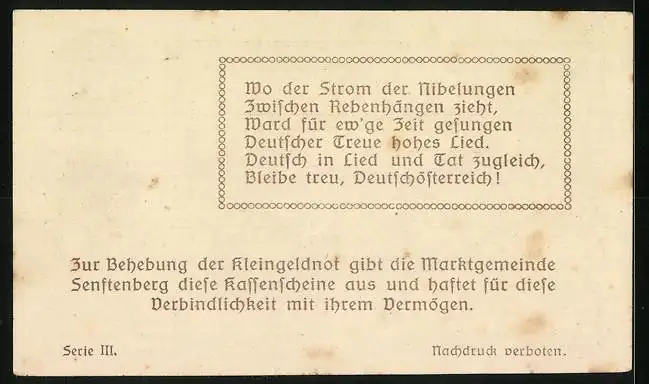 Wo der Strom der Nibelungen
Zwischen Rebenhängen zieht,
Ward für ew'ge Zeit gesungen
Deutscher Treue hohes Lied.
Deutsch in Lied und Tat zugleich,
Bleibe treu, Deutschösterreich!
Zur Behebung der Kleingeldnot gibt die Marktgemeinde
Senftenberg diese Kassenscheine aus und haftet für diese
Verbindlichkeit mit ihrem Vermögen.
Serie III.
Nachdruck verboten.